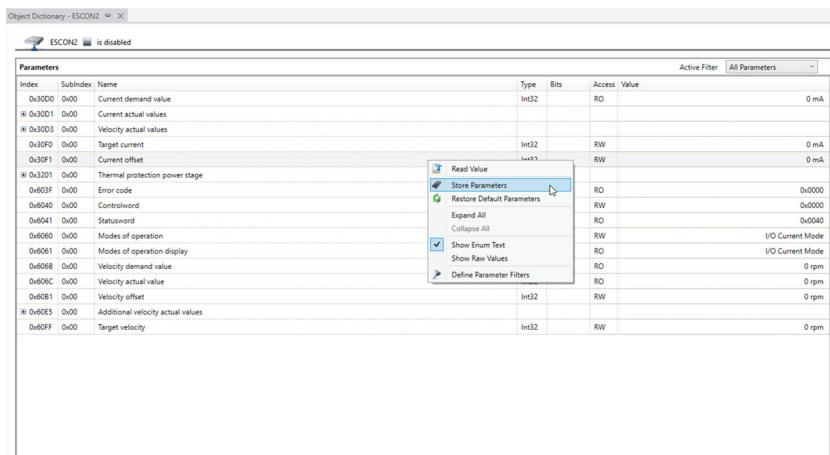 Object Dictionary - ESCON2
ESCON2 is disabled
Parameters Active Filter All Parameters
Index SubIndex Name Type Bits Access Value
0x30D0 0x00 Current demand value Int32 RO 0 mA
0x30D1 0x00 Current actual values
0x30D3 0x00 Velocity actual values
0x30F0 0x00 Target current Int32 RW 0 mA
0x30F1 0x00 Current offset Int32 RW 0 mA
0x3201 0x00 Thermal protection power stage
0x603F 0x00 Error code RO 0x0000
0x6040 0x00 Controlword RW 0x0000
0x6041 0x00 Statusword RO 0x0040
0x6060 0x00 Modes of operation RW I/O Current Mode
0x6061 0x00 Modes of operation display RO I/O Current Mode
0x606B 0x00 Velocity demand value RO 0 rpm
0x606C 0x00 Velocity actual value RO 0 rpm
0x60B1 0x00 Velocity offset Int32 RW 0 rpm
0x60E5 0x00 Additional velocity actual values
0x60FF 0x00 Target velocity Int32 RW 0 rpm
Read Value
Store Parameters
Restore Default Parameters
Expand All
Collapse All
Show Enum Text
Show Raw Values
Define Parameter Filters